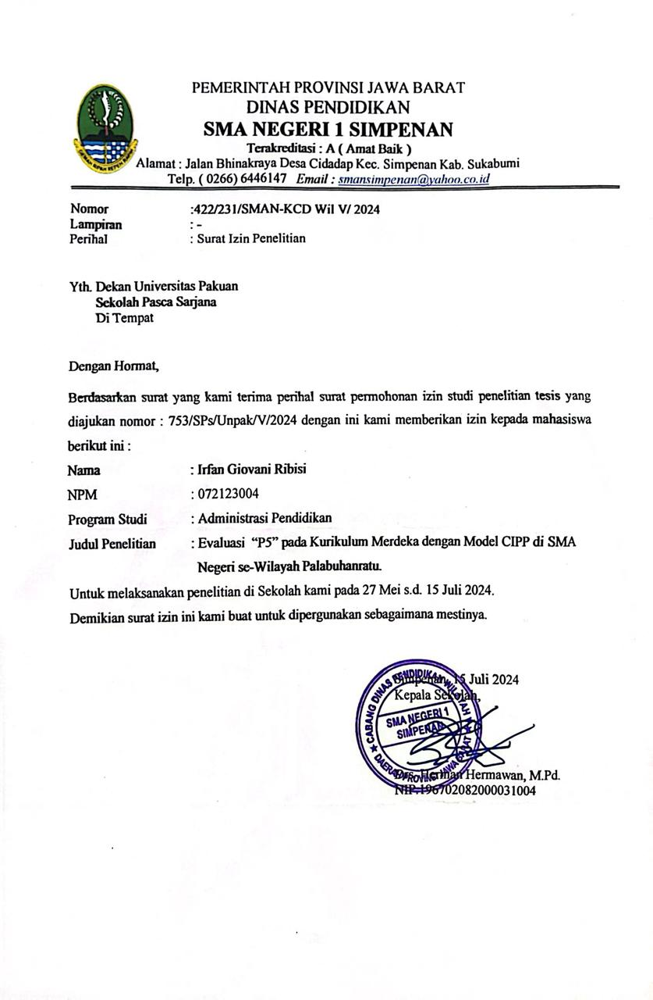 PEMERINTAH PROVINSI JAWA BARAT
DINAS PENDIDIKAN
SMA NEGERI 1 SIMPENAN
Terakreditasi : A ( Amat Baik )
Alamat : Jalan Bhinakraya Desa Cidadap Kec. Simpenan Kab. Sukabumi
Telp. ( 0266) 6446147 Email : smansimpenan@yahoo.co.id
GEMAH RIPAH REPEH RAPIH
Nomor :422/231/SMAN-KCD Wil V/ 2024
Lampiran : -
Perihal : Surat Izin Penelitian
Yth. Dekan Universitas Pakuan
Sekolah Pasca Sarjana
Di Tempat
Dengan Hormat,
Berdasarkan surat yang kami terima perihal surat permohonan izin studi penelitian tesis yang
diajukan nomor : 753/SPs/Unpak/V/2024 dengan ini kami memberikan izin kepada mahasiswa
berikut ini :
Nama : Irfan Giovani Ribisi
NPM : 072123004
Program Studi : Administrasi Pendidikan
Judul Penelitian : Evaluasi “P5” pada Kurikulum Merdeka dengan Model CIPP di SMA
Negeri se-Wilayah Palabuhanratu.
Untuk melaksanakan penelitian di Sekolah kami pada 27 Mei s.d. 15 Juli 2024.
Demikian surat izin ini kami buat untuk dipergunakan sebagaimana mestinya.
Simpenan, 15 Juli 2024
Kepala Sekolah,
CABANG DINAS PENDIDIKAN WILAYAH
SMA NEGERI 1
SIMPENAN
DAERAH PROVINSI JAWA BARAT
Drs. Herman Hermawan, M.Pd.
NIP.196702082000031004